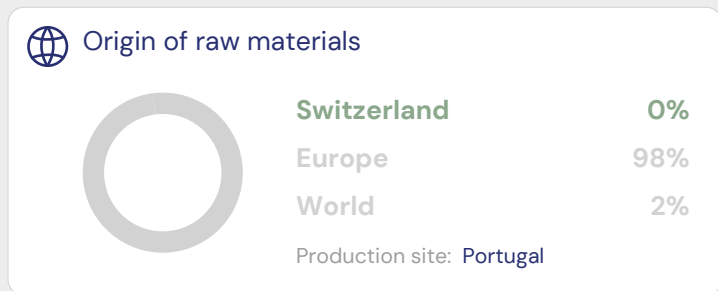 Origin of raw materials
Switzerland 0%
Europe 98%
World 2%
Production site: Portugal